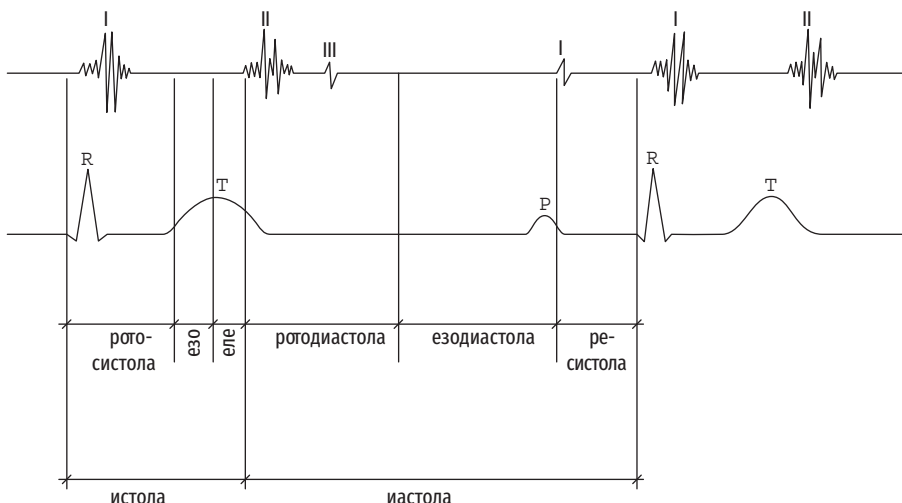 I II III I I II
R T P R T
рото-
систола
езо
еле
ротодиастола
езодиастола
ре-
систола
истола
иастола